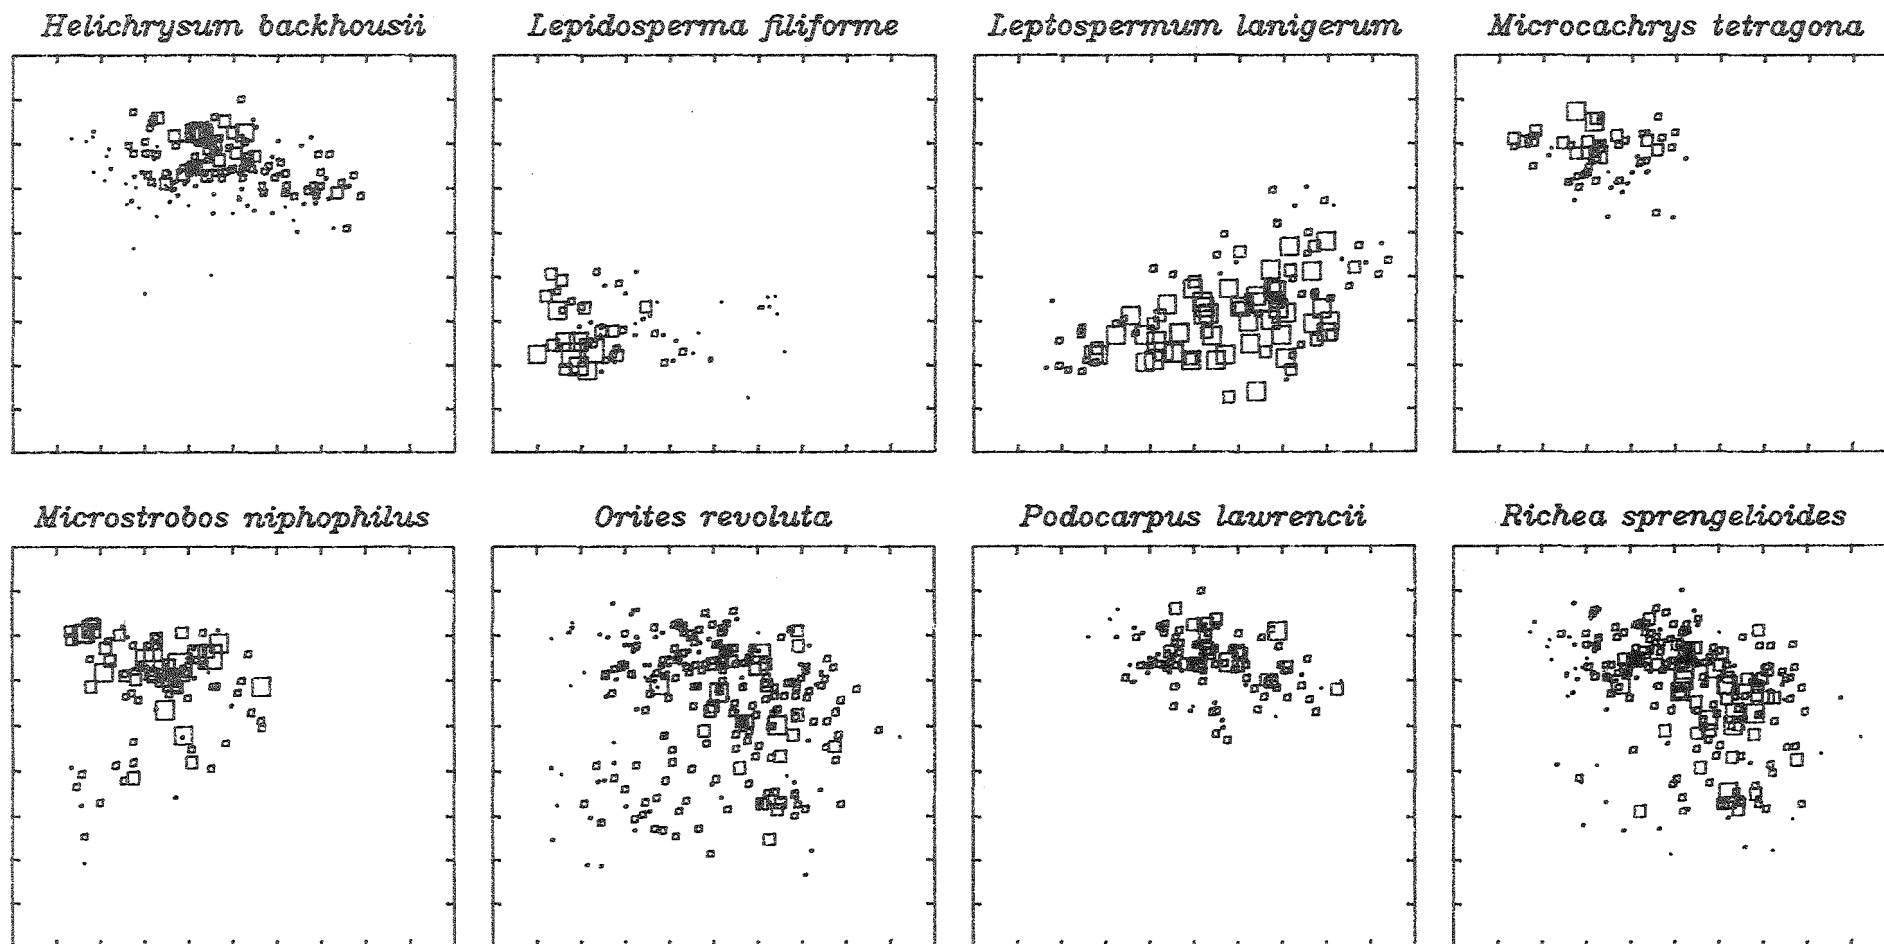 Helichrysum backhousii
Lepidosperma filiforme
Leptospermum lanigerum
Microcachrys tetragona
Microstrobos niphophilus
Orites revoluta
Podocarpus lawrencii
Richea sprengelioides